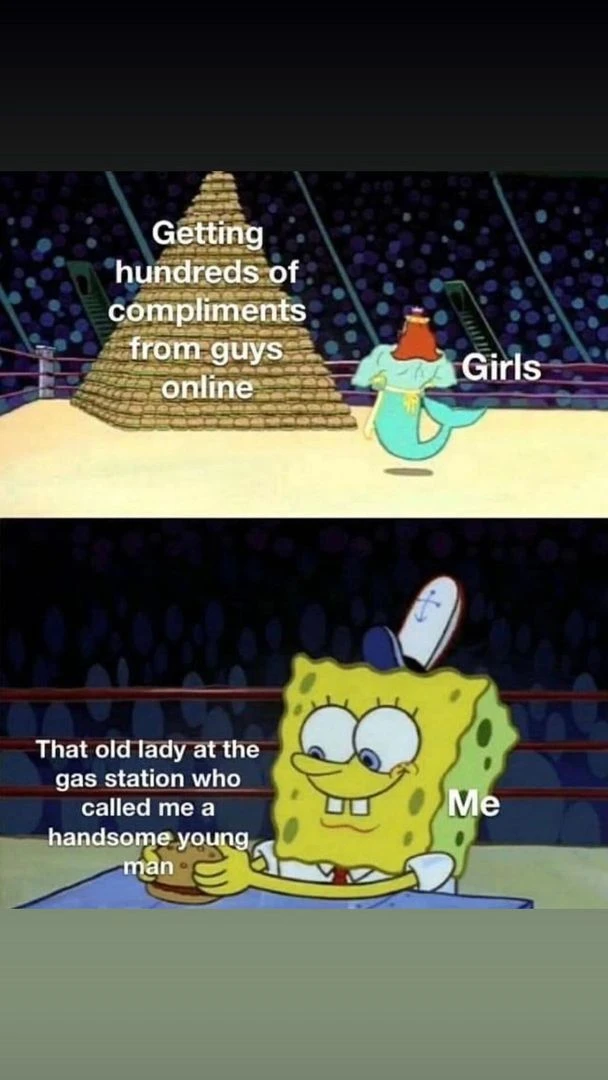 Getting
hundreds of
compliments
from guys
online
Girls
That old lady at the
gas station who
called me a
handsome young
man
Me